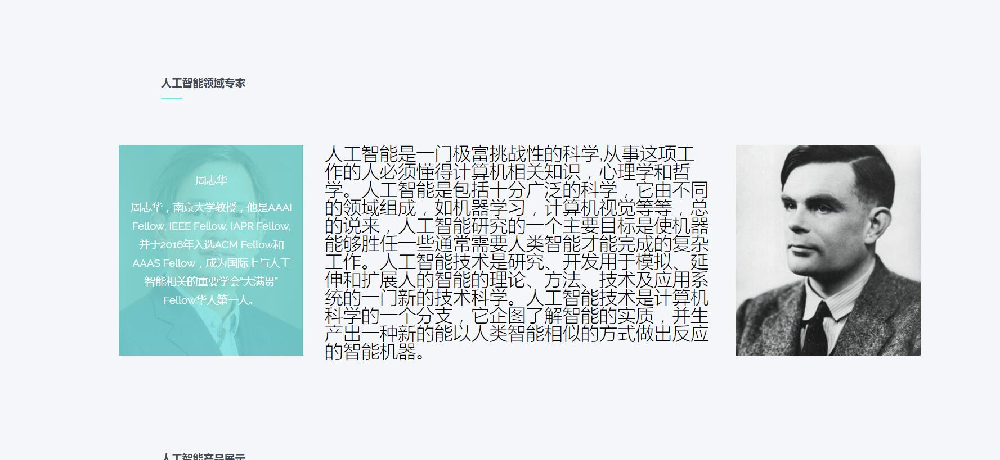 人工智能领域专家
周志华
周志华，南京大学教授，他是AAAI
Fellow, IEEE Fellow, IAPR Fellow,
并于2016年入选ACM Fellow和
AAAS Fellow，成为国际上与人工
智能相关的重要学会“大满贯”
Fellow华人第一人。
人工智能是一门极富挑战性的科学,从事这项工
作的人必须懂得计算机相关知识，心理学和哲
学。人工智能是包括十分广泛的科学，它由不同
的领域组成，如机器学习，计算机视觉等等，总
的说来，人工智能研究的一个主要目标是使机器
能够胜任一些通常需要人类智能才能完成的复杂
工作。人工智能技术是研究、开发用于模拟、延
伸和扩展人的智能的理论、方法、技术及应用系
统的一门新的技术科学。人工智能技术是计算机
科学的一个分支，它企图了解智能的实质，并生
产出一种新的能以人类智能相似的方式做出反应
的智能机器。
人工智能产品展示